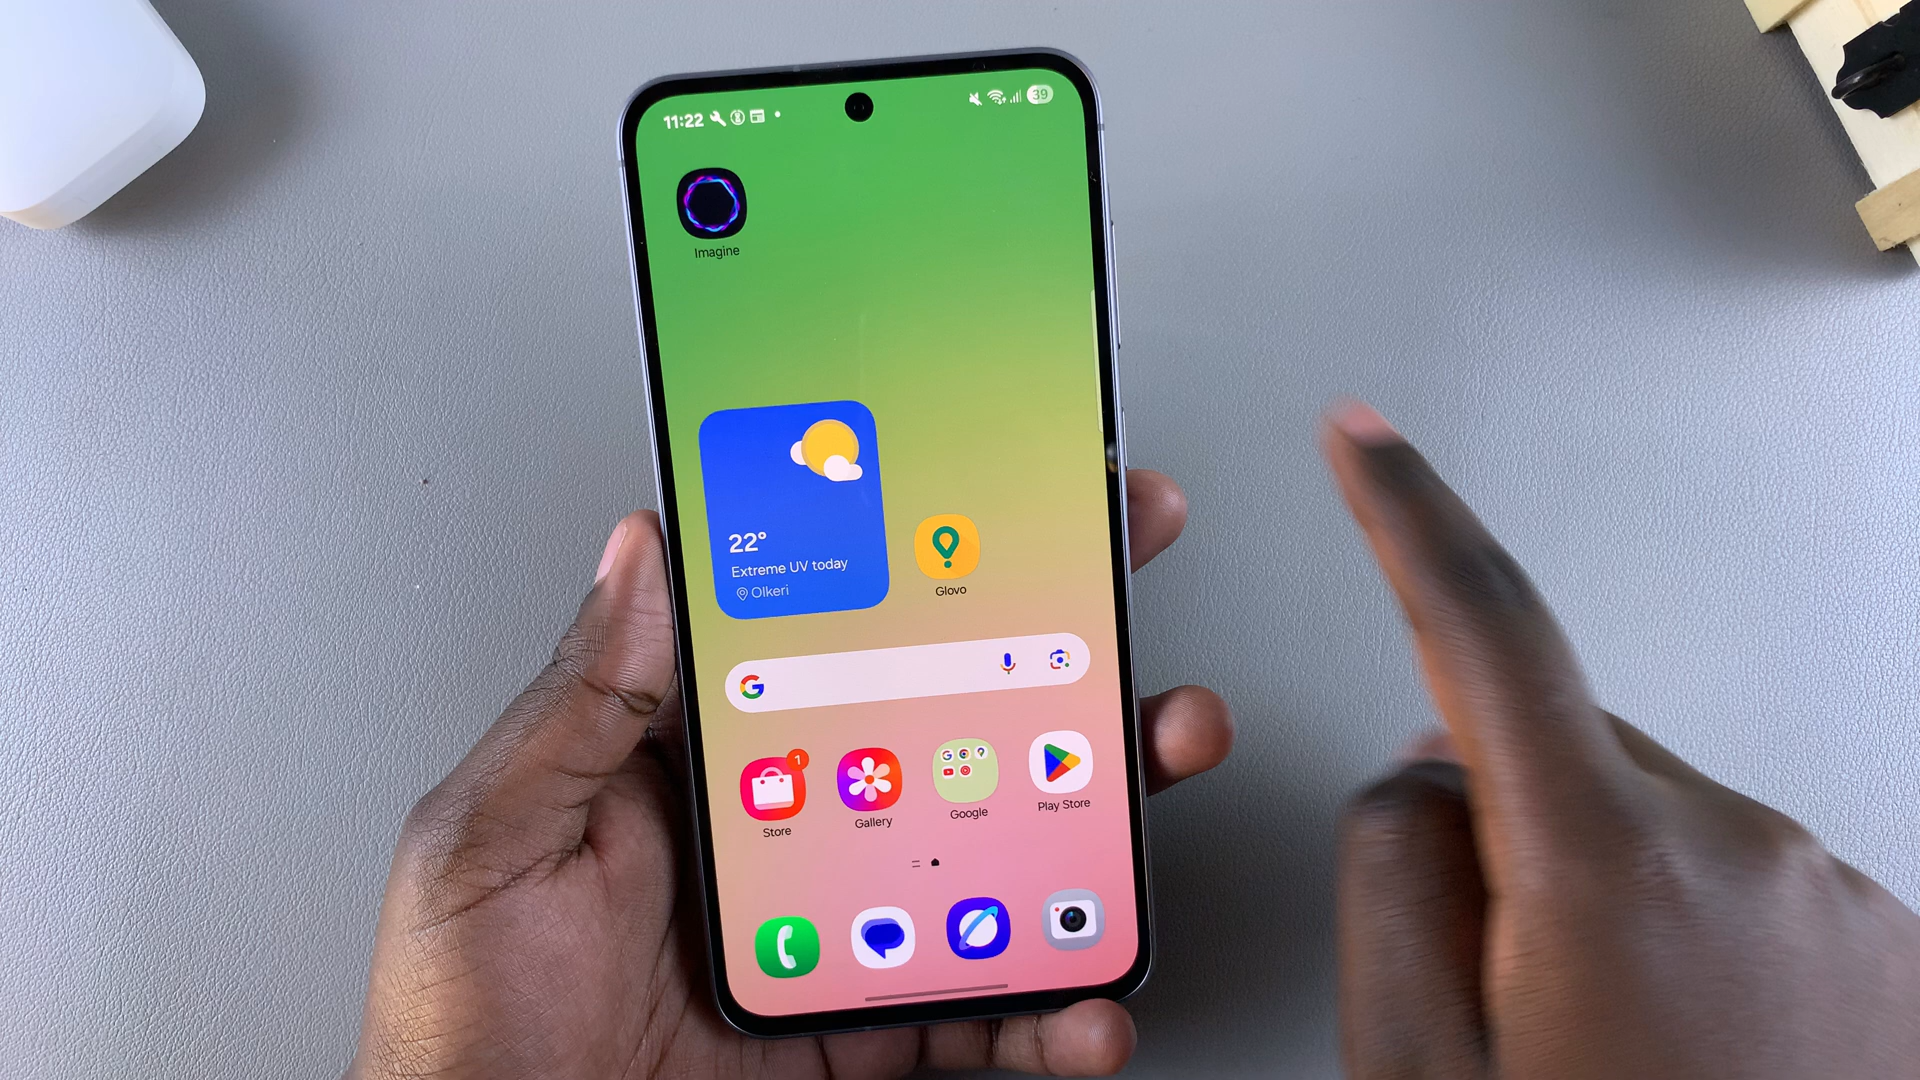 11:22
39
Imagine
22°
Extreme UV today
Olkeri
Glovo
G
1
Store
Gallery
Google
Play Store